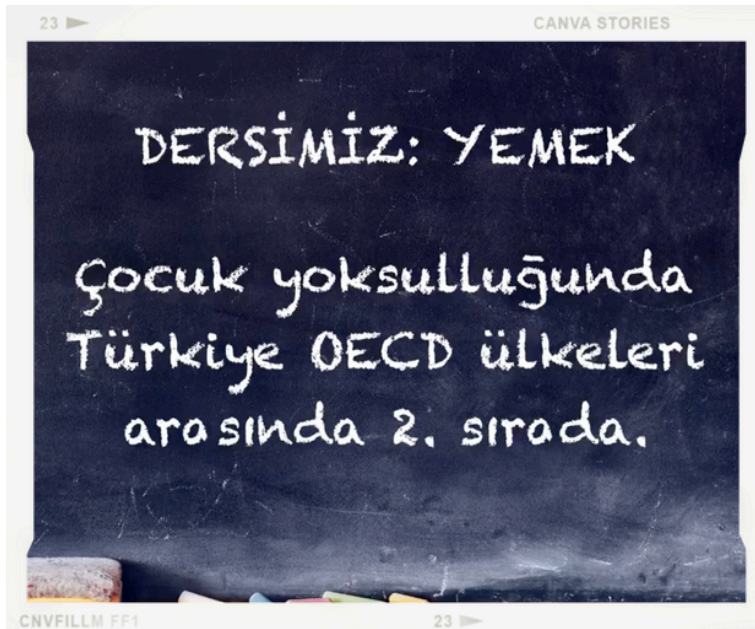 23
CANVA STORIES
DERSİMİZ: YEMEK
Çocuk yoksulluğunda
Türkiye OECD ülkeleri
arasında 2. sırada.
CNVFILLM FF1
23